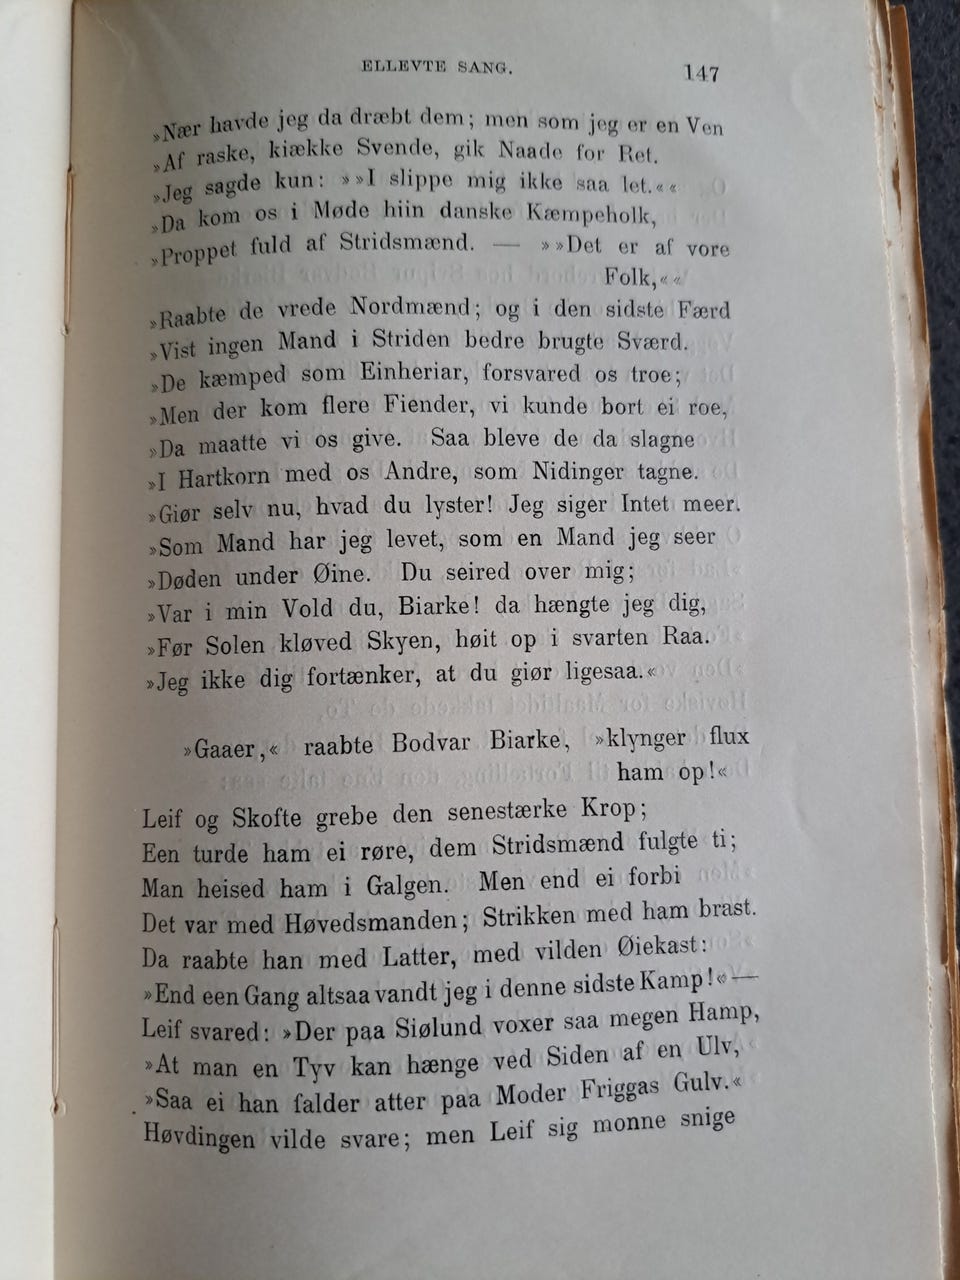 ELLEVTE SANG. 147
»Nær havde jeg da dræbt dem; men som jeg er en Ven
»Af raske, kiække Svende, gik Naade for Ret.
»Jeg sagde kun: »»I slippe mig ikke saa let.««
»Da kom os i Møde hiin danske Kæmpeholk,
»Proppet fuld af Stridsmænd. — »»Det er af vore
Folk,««
»Raabte de vrede Nordmænd; og i den sidste Færd
»Vist ingen Mand i Striden bedre brugte Sværd.
»De kæmped som Einheriar, forsvared os troe;
»Men der kom flere Fiender, vi kunde bort ei roe,
»Da maatte vi os give. Saa bleve de da slagne
»I Hartkorn med os Andre, som Nidinger tagne.
»Giør selv nu, hvad du lyster! Jeg siger Intet meer.
»Som Mand har jeg levet, som en Mand jeg seer
»Døden under Øine. Du seired over mig;
»Var i min Vold du, Biarke! da hængte jeg dig,
»Før Solen kløved Skyen, høit op i svarten Raa.
»Jeg ikke dig fortænker, at du giør ligesaa.«
»Gaaer,« raabte Bodvar Biarke, »klynger flux
ham op!«
Leif og Skofte grebe den senestærke Krop;
Een turde ham ei røre, dem Stridsmænd fulgte ti;
Man heised ham i Galgen. Men end ei forbi
Det var med Høvedsmanden; Strikken med ham brast.
Da raabte han med Latter, med vilden Øiekast:
»End een Gang altsaa vandt jeg i denne sidste Kamp!« —
Leif svared: »Der paa Siølund voxer saa megen Hamp,
»At man en Tyv kan hænge ved Siden af en Ulv,
»Saa ei han falder atter paa Moder Friggas Gulv.«
Høvdingen vilde svare; men Leif sig monne snige